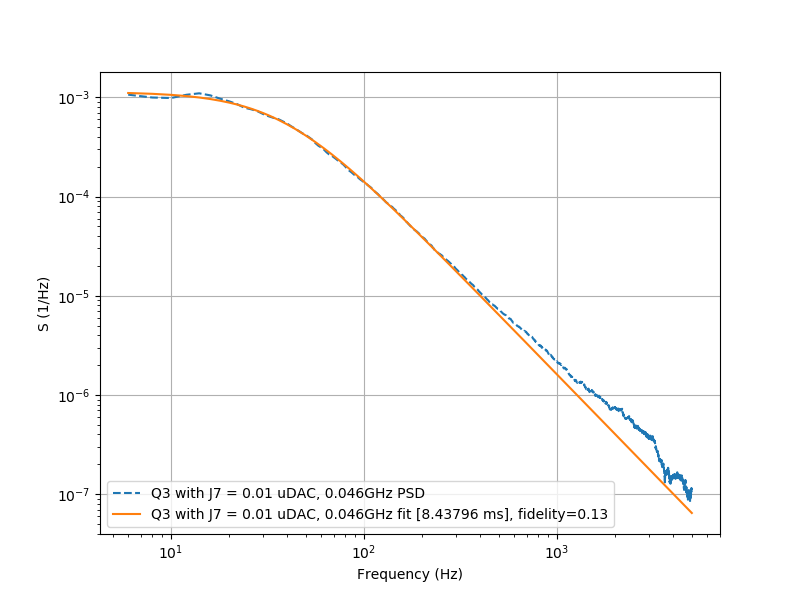 10⁻³
10⁻⁴
10⁻⁵
10⁻⁶
10⁻⁷
S (1/Hz)
Q3 with J7 = 0.01 uDAC, 0.046GHz PSD
Q3 with J7 = 0.01 uDAC, 0.046GHz fit [8.43796 ms], fidelity=0.13
10¹ 10² 10³
Frequency (Hz)